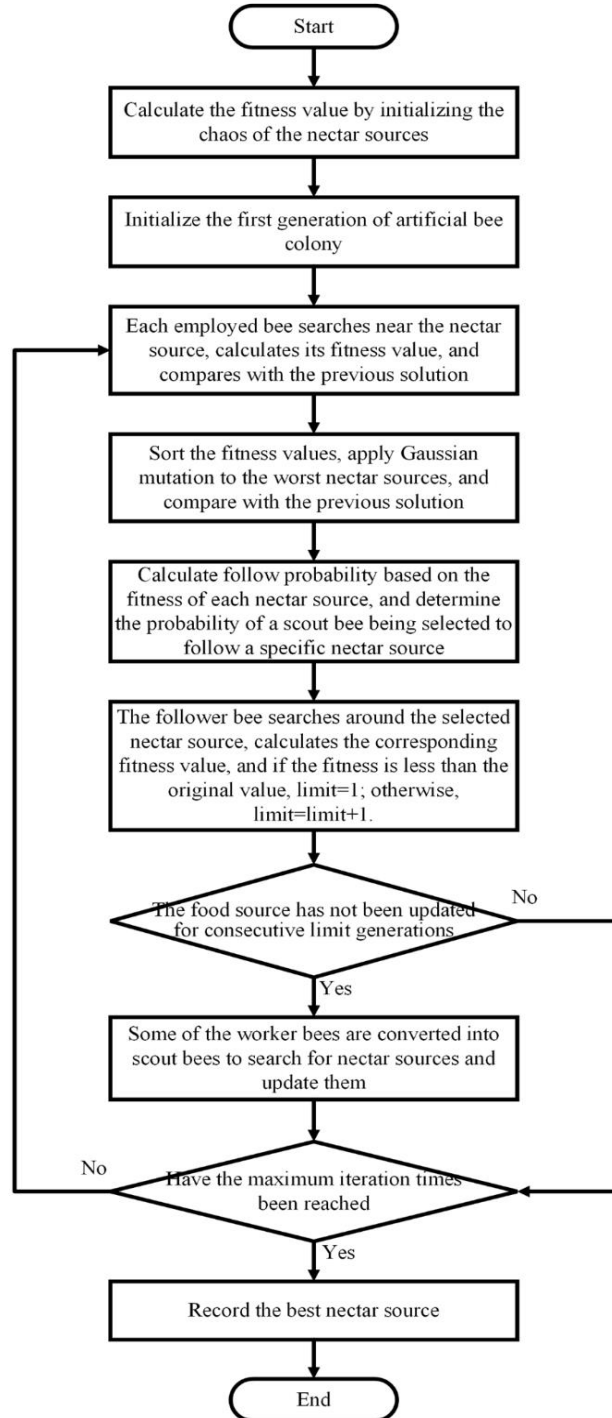 Start
Calculate the fitness value by initializing the
chaos of the nectar sources
Initialize the first generation of artificial bee
colony
Each employed bee searches near the nectar
source, calculates its fitness value, and
compares with the previous solution
Sort the fitness values, apply Gaussian
mutation to the worst nectar sources, and
compare with the previous solution
Calculate follow probability based on the
fitness of each nectar source, and determine
the probability of a scout bee being selected to
follow a specific nectar source
The follower bee searches around the selected
nectar source, calculates the corresponding
fitness value, and if the fitness is less than the
original value, limit=1; otherwise,
limit=limit+1.
No
The food source has not been updated
for consecutive limit generations
Yes
Some of the worker bees are converted into
scout bees to search for nectar sources and
update them
No
Have the maximum iteration times
been reached
Yes
Record the best nectar source
End